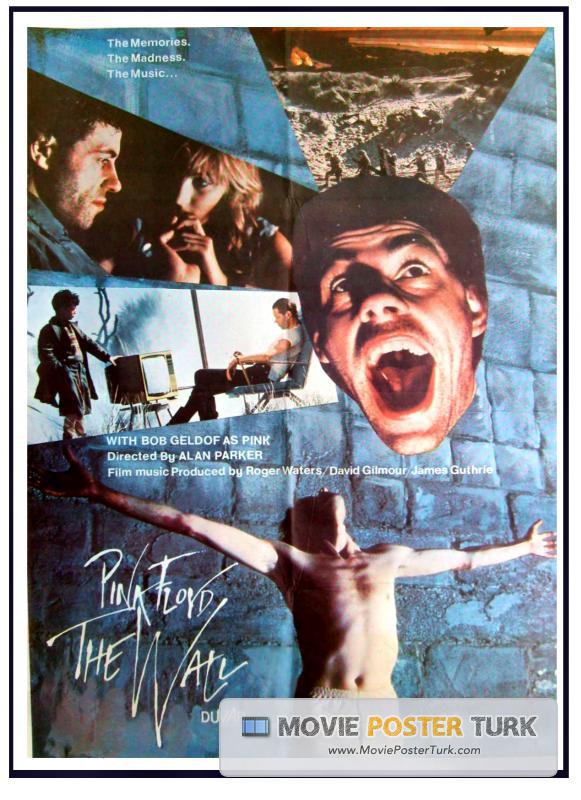 The Memories.
The Madness.
The Music...
WITH BOB GELDOF AS PINK
Directed By ALAN PARKER
Film music Produced by Roger Waters/David Gilmour/James Guthrie
PINK FLOYD
THE WALL
MOVIE POSTER TURK
www.MoviePosterTurk.com